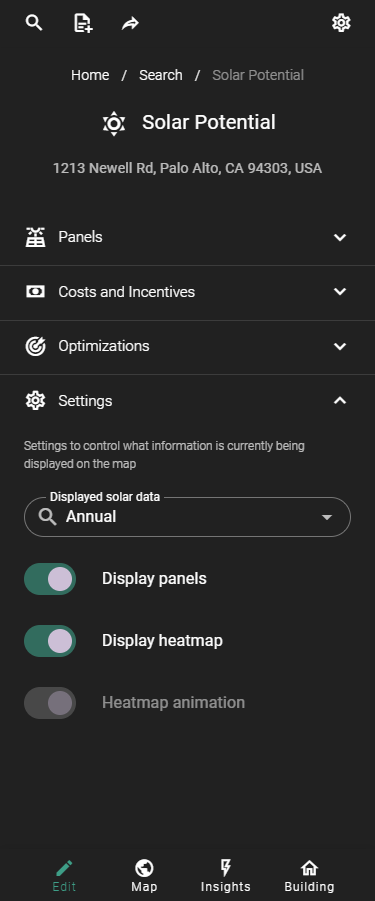 Home / Search / Solar Potential
Solar Potential
1213 Newell Rd, Palo Alto, CA 94303, USA
Panels
Costs and Incentives
Optimizations
Settings
Settings to control what information is currently being
displayed on the map
Displayed solar data
Annual
Display panels
Display heatmap
Heatmap animation
Edit Map Insights Building